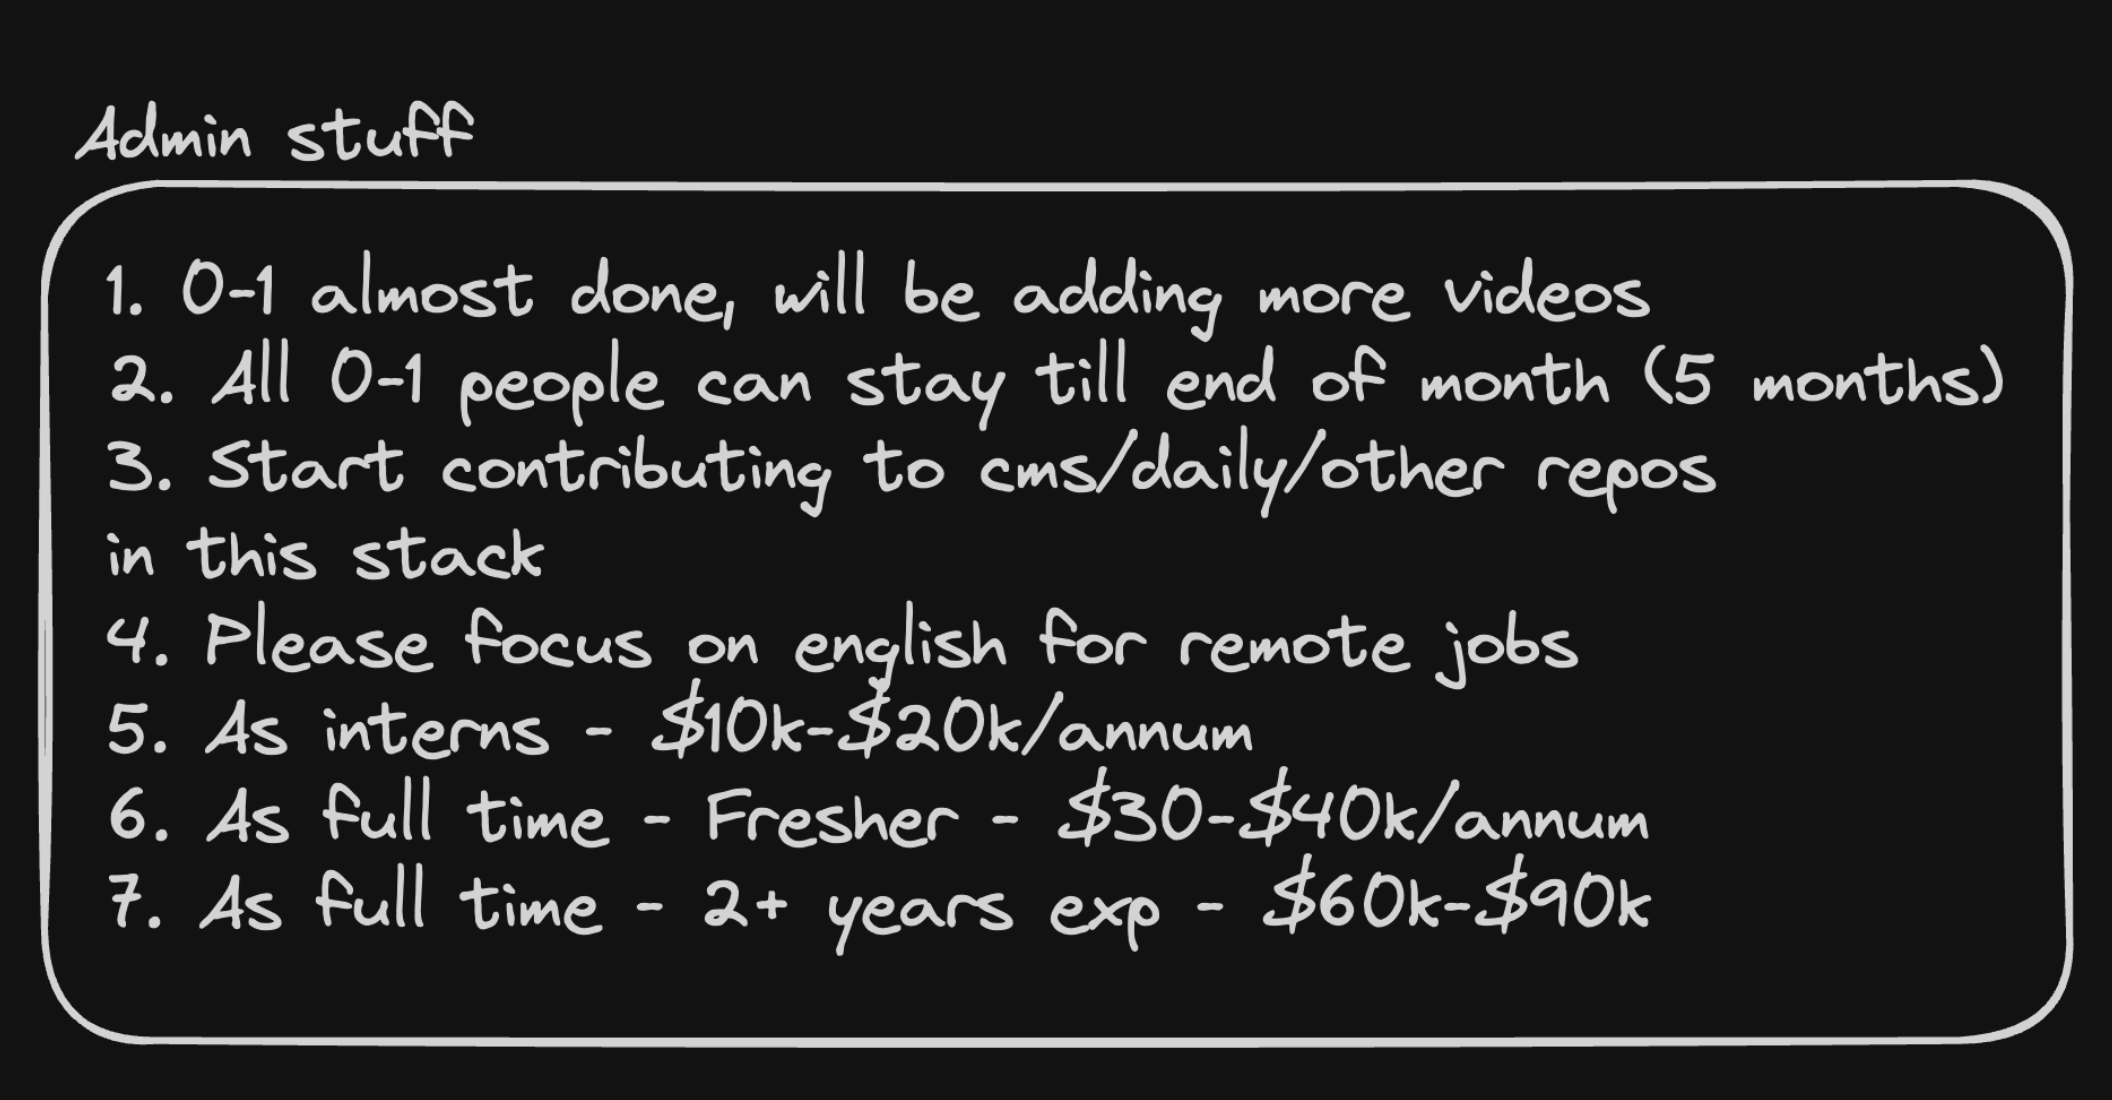 Admin stuff
1. 0-1 almost done, will be adding more videos
2. All 0-1 people can stay till end of month (5 months)
3. Start contributing to cms/daily/other repos
in this stack
4. Please focus on english for remote jobs
5. As interns - $10k-$20k/annum
6. As full time - Fresher - $30-$40k/annum
7. As full time - 2+ years exp - $60k-$90k